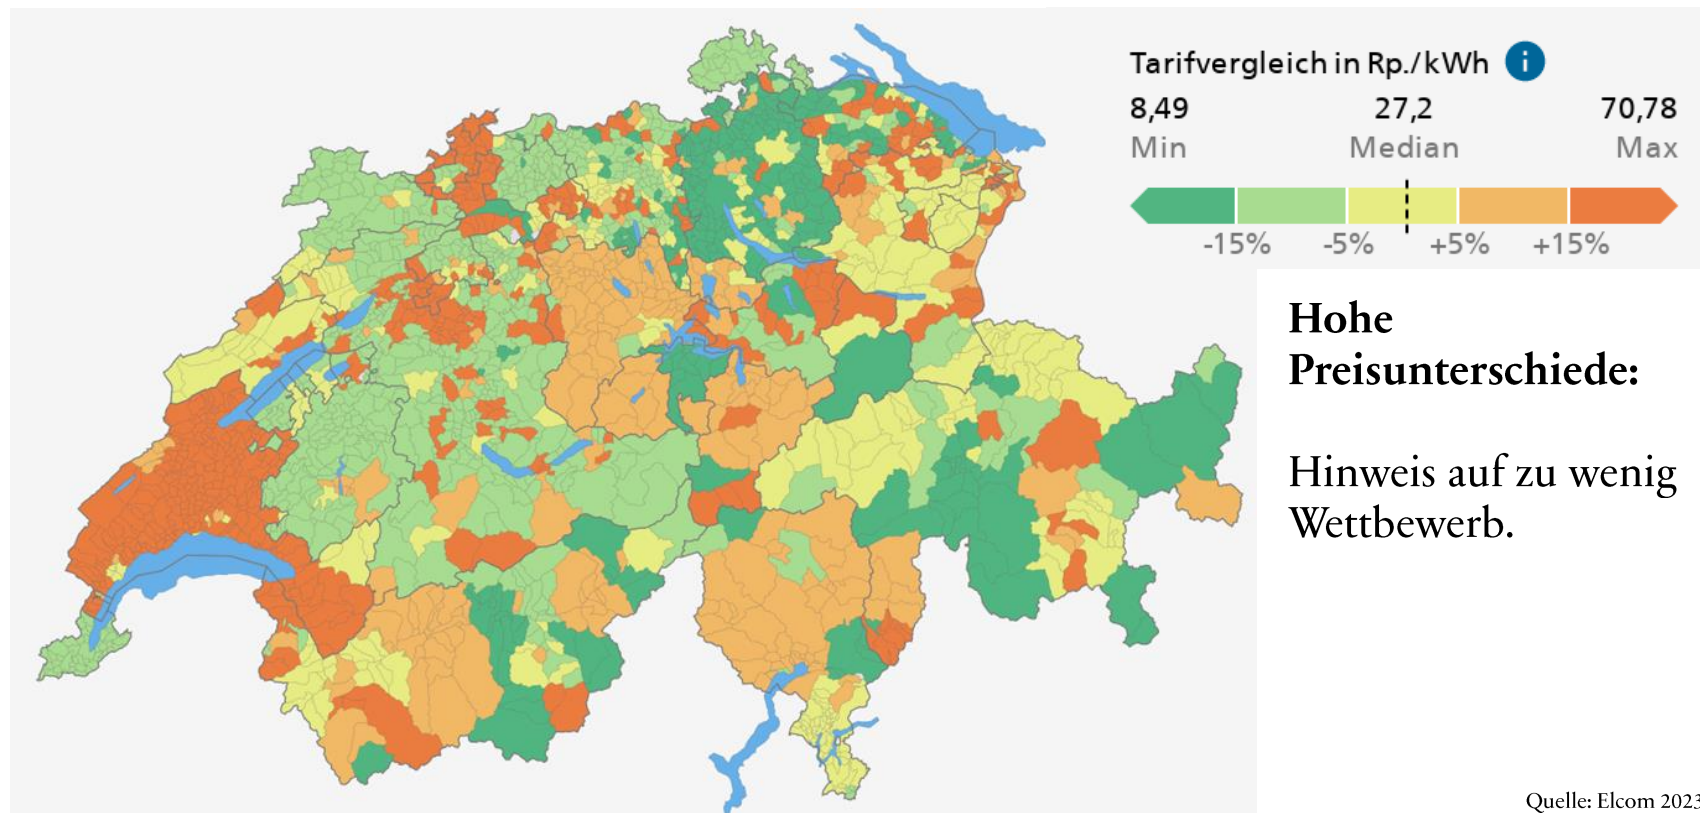 Tarifvergleich in Rp./kWh i
8,49 27,2 70,78
Min Median Max
-15% -5% +5% +15%
Hohe
Preisunterschiede:
Hinweis auf zu wenig
Wettbewerb.
Quelle: Elcom 2023